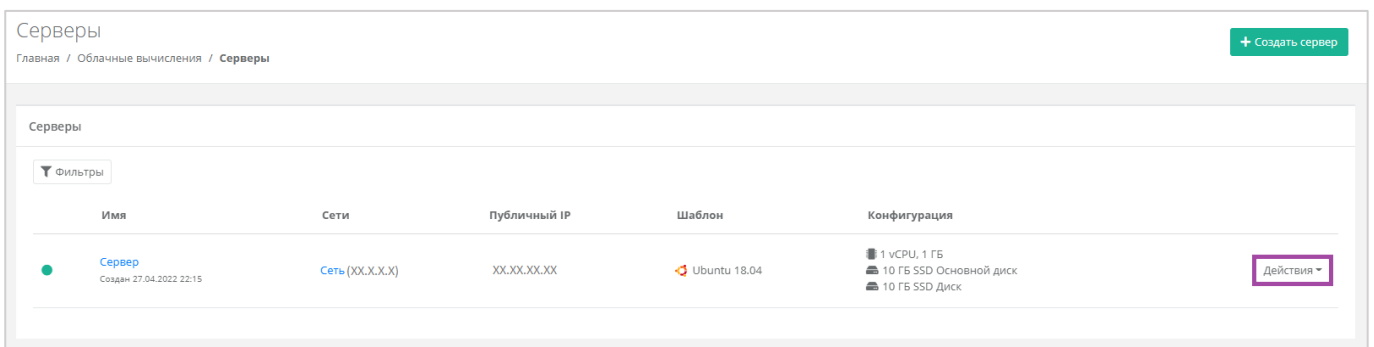 Серверы
+ Создать сервер
Главная / Облачные вычисления / Серверы
Серверы
Фильтры
Имя Сети Публичный IP Шаблон Конфигурация
Сервер
Создан 27.04.2022 22:15
Сеть (XX.X.X.X)
XX.XX.XX.XX
Ubuntu 18.04
1 vCPU, 1 ГБ
10 ГБ SSD Основной диск
10 ГБ SSD Диск
Действия